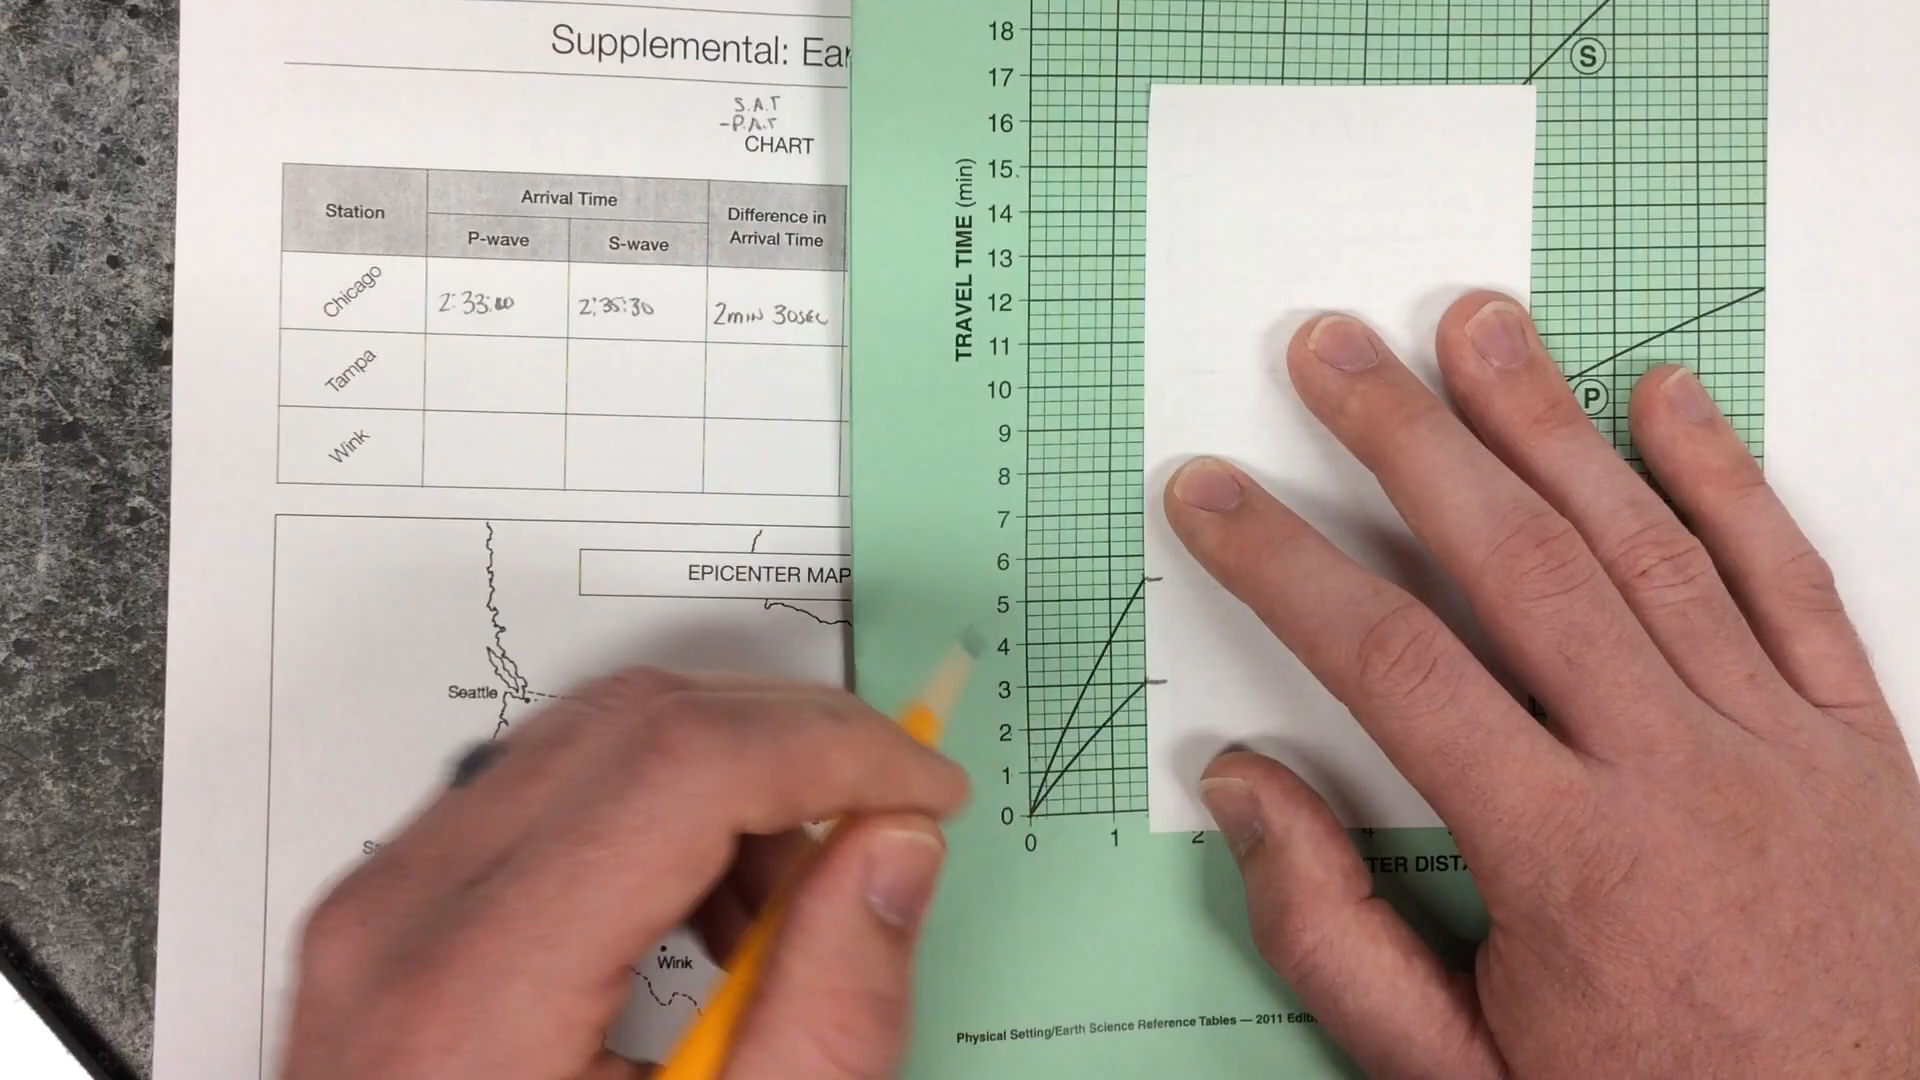 Supplemental: Ear
S.A.T
-P.A.T
CHART
Station
Arrival Time
P-wave
S-wave
Difference in
Arrival Time
Chicago
2:33:00
2:35:30
2min 30sec
Tampa
Wink
EPICENTER MAP
Seattle
Wink
TRAVEL TIME (min)
18
17
16
15
14
13
12
11
10
9
8
7
6
5
4
3
2
1
0
0
1
2
4
S
P
TER DISTA
Physical Setting/Earth Science Reference Tables — 2011 Editi